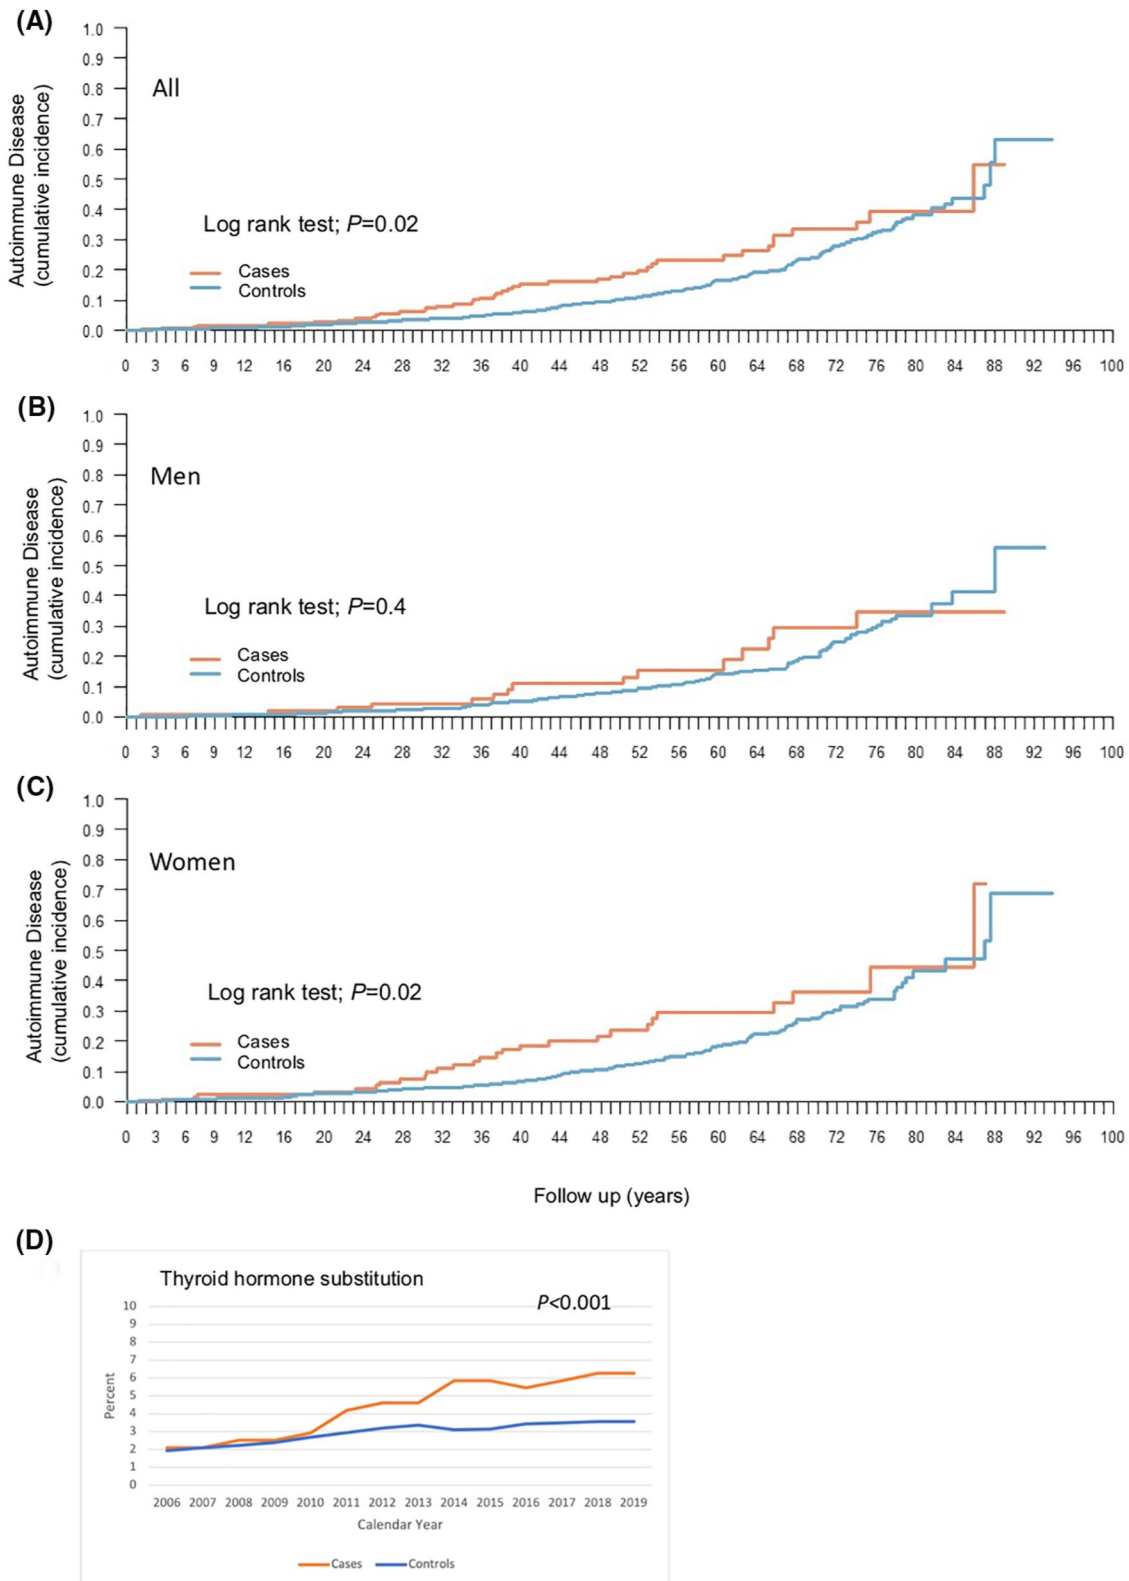 (A)
1.0
0.9
0.8
0.7
0.6
0.5
0.4
0.3
0.2
0.1
0.0
Autoimmune Disease
(cumulative incidence)
All
Log rank test; P=0.02
Cases
Controls
0 3 6 9 12 16 20 24 28 32 36 40 44 48 52 56 60 64 68 72 76 80 84 88 92 96 100
(B)
1.0
0.9
0.8
0.7
0.6
0.5
0.4
0.3
0.2
0.1
0.0
Autoimmune Disease
(cumulative incidence)
Men
Log rank test; P=0.4
Cases
Controls
0 3 6 9 12 16 20 24 28 32 36 40 44 48 52 56 60 64 68 72 76 80 84 88 92 96 100
(C)
1.0
0.9
0.8
0.7
0.6
0.5
0.4
0.3
0.2
0.1
0.0
Autoimmune Disease
(cumulative incidence)
Women
Log rank test; P=0.02
Cases
Controls
0 3 6 9 12 16 20 24 28 32 36 40 44 48 52 56 60 64 68 72 76 80 84 88 92 96 100
Follow up (years)
(D)
Thyroid hormone substitution
P<0.001
10
9
8
7
6
5
4
3
2
1
0
Percent
2006 2007 2008 2009 2010 2011 2012 2013 2014 2015 2016 2017 2018 2019
Calendar Year
Cases Controls